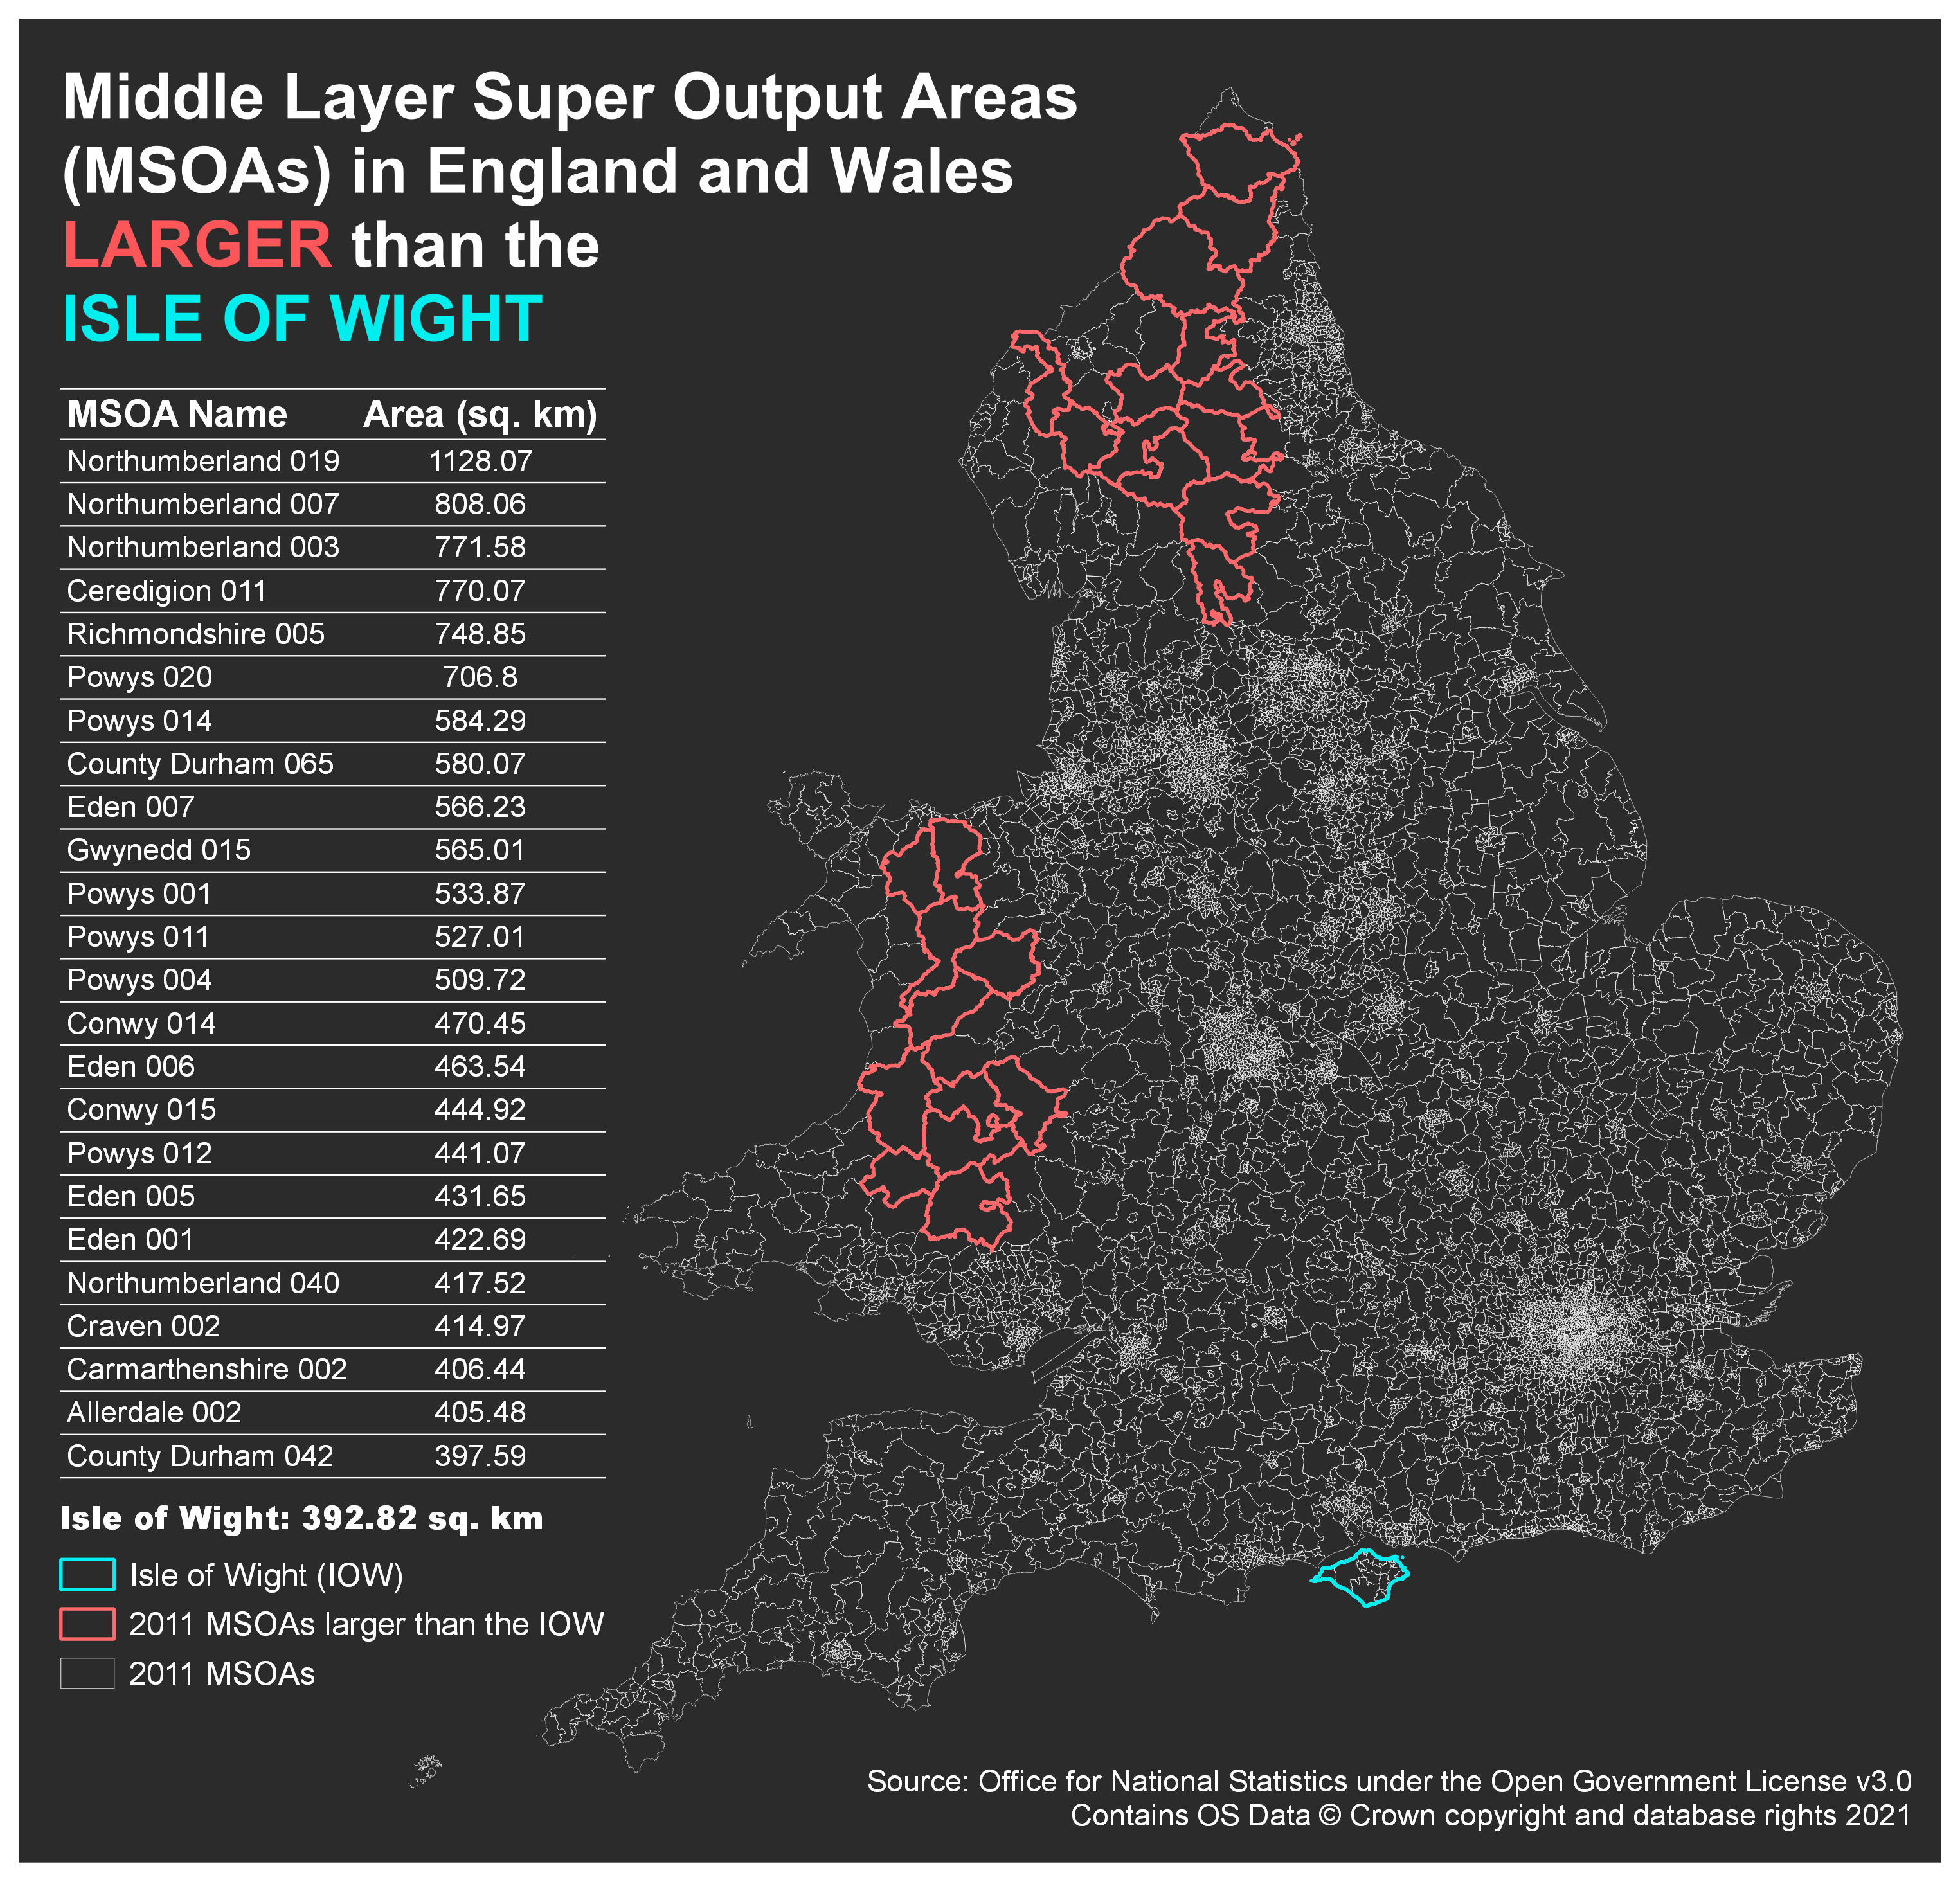 Middle Layer Super Output Areas
(MSOAs) in England and Wales
LARGER than the
ISLE OF WIGHT
MSOA Name Area (sq. km)
Northumberland 019 1128.07
Northumberland 007 808.06
Northumberland 003 771.58
Ceredigion 011 770.07
Richmondshire 005 748.85
Powys 020 706.8
Powys 014 584.29
County Durham 065 580.07
Eden 007 566.23
Gwynedd 015 565.01
Powys 001 533.87
Powys 011 527.01
Powys 004 509.72
Conwy 014 470.45
Eden 006 463.54
Conwy 015 444.92
Powys 012 441.07
Eden 005 431.65
Eden 001 422.69
Northumberland 040 417.52
Craven 002 414.97
Carmarthenshire 002 406.44
Allerdale 002 405.48
County Durham 042 397.59
Isle of Wight: 392.82 sq. km
Isle of Wight (IOW)
2011 MSOAs larger than the IOW
2011 MSOAs
Source: Office for National Statistics under the Open Government License v3.0
Contains OS Data © Crown copyright and database rights 2021